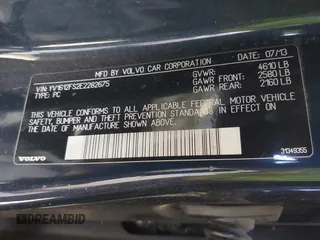 MFD BY VOLVO CAR CORPORATION
DATE: 07/13
VIN: YV1612FS2E2282675
GVWR: 4610 LB
TYPE: PC
GAWR FRONT: 2580 LB
GAWR REAR: 2160 LB
THIS VEHICLE CONFORMS TO ALL APPLICABLE
SAFETY, BUMPER AND THEFT FEDERAL MOTOR VEHICLE
STANDARDS IN EFFECT ON THE DATE OF
MANUFACTURE SHOWN ABOVE.
VOLVO
31349355
DREAMBID